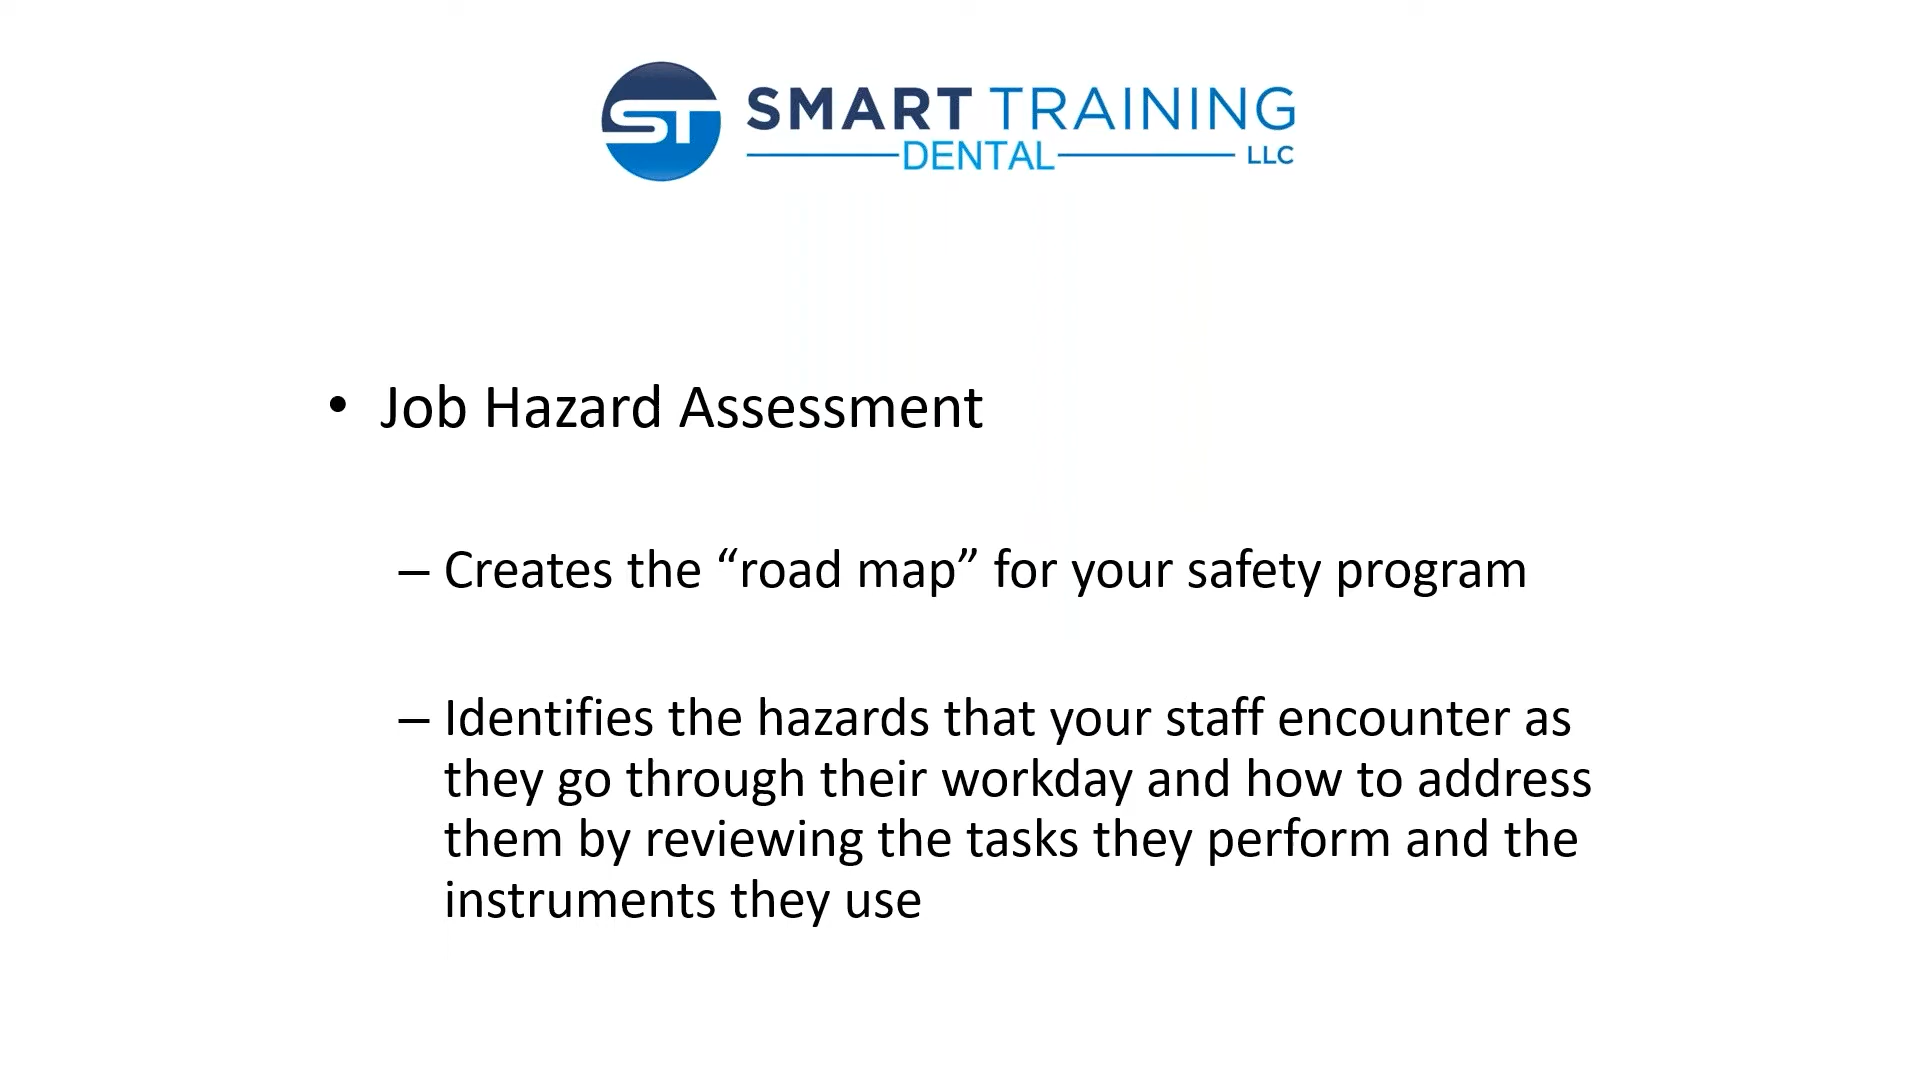 ST SMART TRAINING
DENTAL LLC
• Job Hazard Assessment
– Creates the “road map” for your safety program
– Identifies the hazards that your staff encounter as
they go through their workday and how to address
them by reviewing the tasks they perform and the
instruments they use